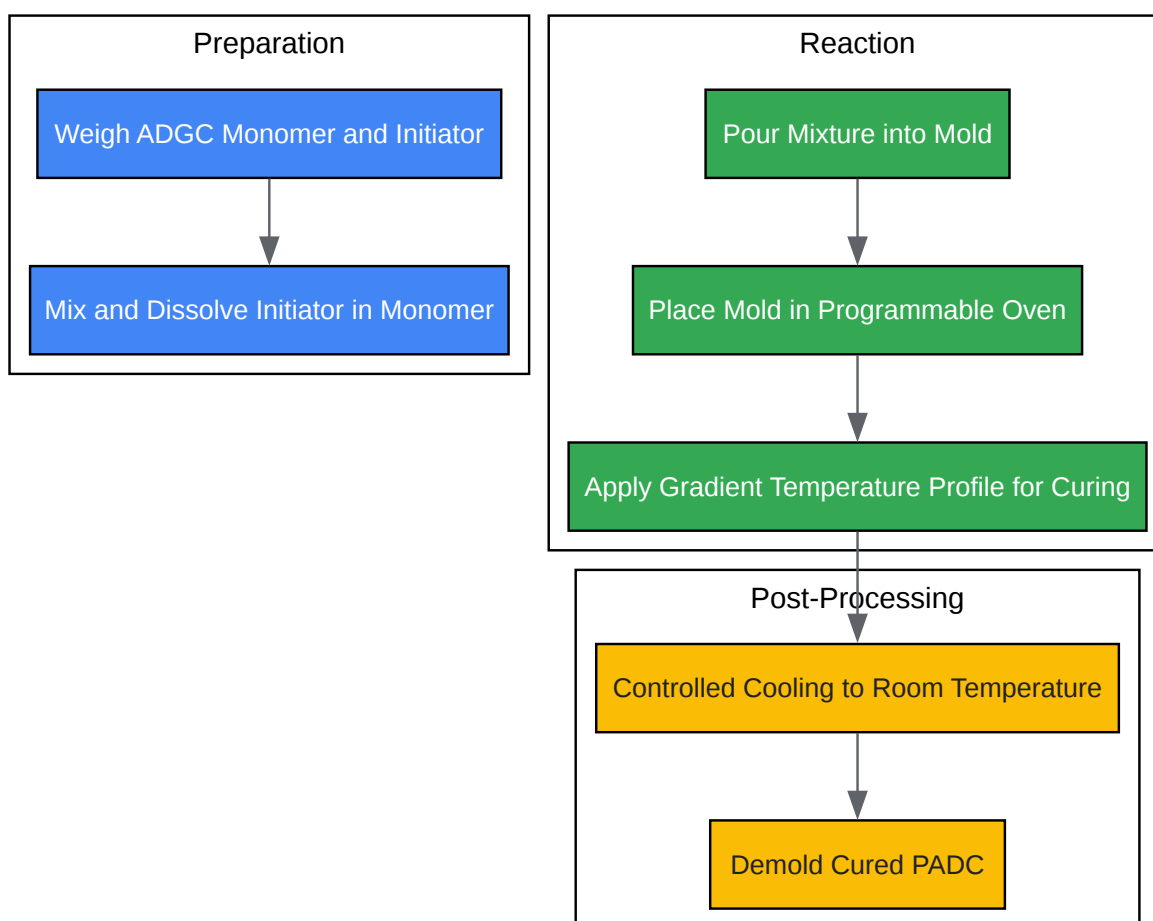 Preparation
Weigh ADGC Monomer and Initiator
Mix and Dissolve Initiator in Monomer
Reaction
Pour Mixture into Mold
Place Mold in Programmable Oven
Apply Gradient Temperature Profile for Curing
Post-Processing
Controlled Cooling to Room Temperature
Demold Cured PADC